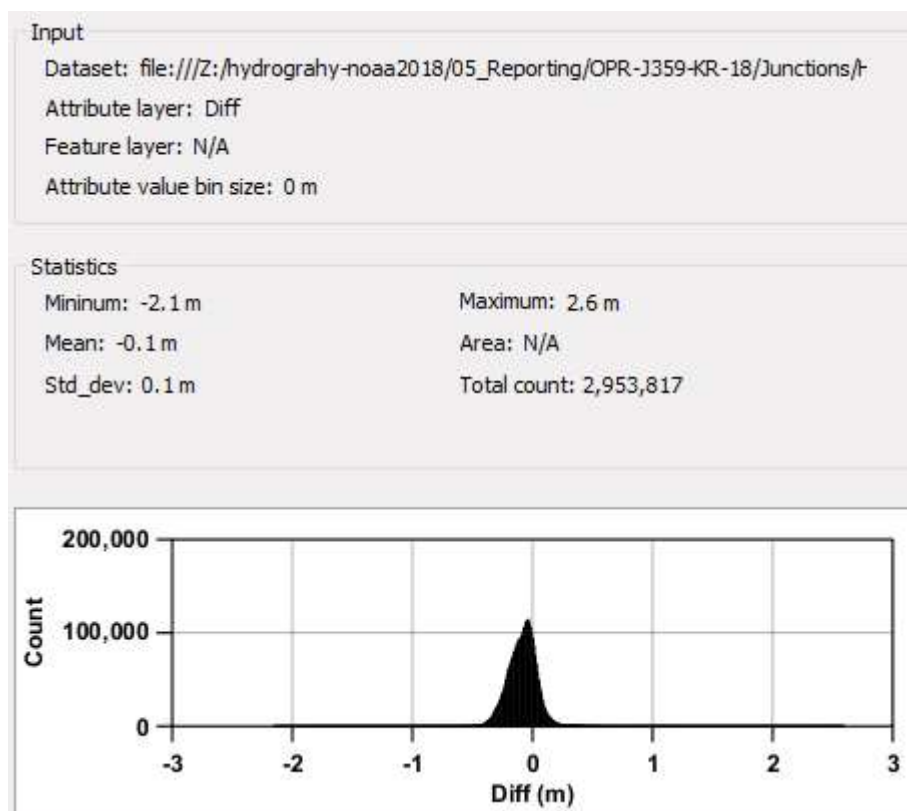 Input
Dataset: file:///Z:/hydrograhy-noaa2018/05_Reporting/OPR-J359-KR-18/Junctions/
Attribute layer: Diff
Feature layer: N/A
Attribute value bin size: 0 m
Statistics
Mininum: -2.1 m Maximum: 2.6 m
Mean: -0.1 m Area: N/A
Std_dev: 0.1 m Total count: 2,953,817
200,000
100,000
0
Count
-3 -2 -1 0 1 2 3
Diff (m)